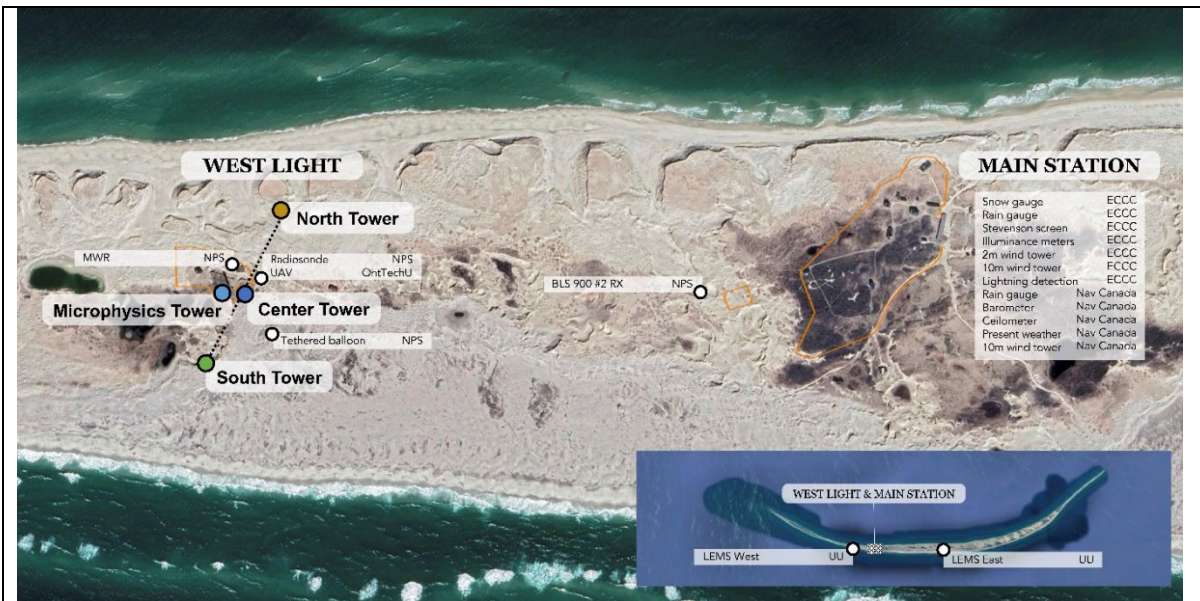 WEST LIGHT
North Tower
MWR NPS
Radiosonde NPS
UAV OntTechU
Microphysics Tower
Center Tower
Tethered balloon NPS
South Tower
BLS 900 #2 RX NPS
MAIN STATION
Snow gauge ECCC
Rain gauge ECCC
Stevenson screen ECCC
Illuminance meters ECCC
2m wind tower ECCC
10m wind tower ECCC
Lightning detection ECCC
Rain gauge Nav Canada
Barometer Nav Canada
Ceilometer Nav Canada
Present weather Nav Canada
10m wind tower Nav Canada
WEST LIGHT & MAIN STATION
LEMS West UU
LEMS East UU